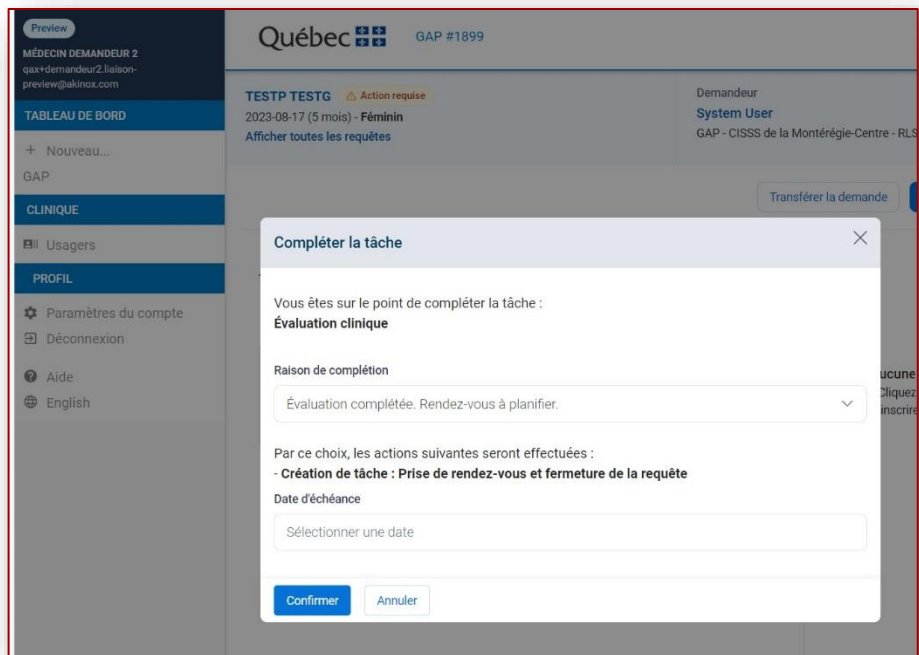 Preview
MÉDECIN DEMANDEUR 2
qax+demandeur2.liaison-
preview@akinox.com
TABLEAU DE BORD
+ Nouveau...
GAP
CLINIQUE
Usagers
PROFIL
Paramètres du compte
Déconnexion
Aide
English
Québec
GAP #1899
TESTP TESTG Action requise
2023-08-17 (5 mois) - Féminin
Afficher toutes les requêtes
Demandeur
System User
GAP - CISSS de la Montérégie-Centre - RLS
Transférer la demande
Compléter la tâche
Vous êtes sur le point de compléter la tâche :
Évaluation clinique
Raison de complétion
Évaluation complétée. Rendez-vous à planifier.
Par ce choix, les actions suivantes seront effectuées :
- Création de tâche : Prise de rendez-vous et fermeture de la requête
Date d'échéance
Sélectionner une date
Confirmer
Annuler
ucune
Cliquez
inscrire